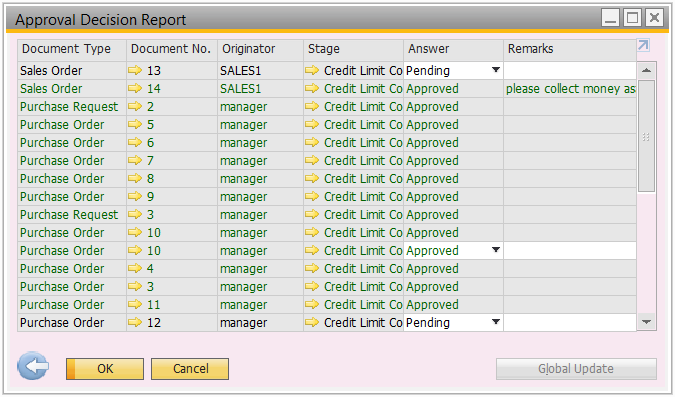 Approval Decision Report
Document Type Document No. Originator Stage Answer Remarks
Sales Order 13 SALES1 Credit Limit Co Pending
Sales Order 14 SALES1 Credit Limit Co Approved please collect money as
Purchase Request 2 manager Credit Limit Co Approved
Purchase Order 5 manager Credit Limit Co Approved
Purchase Order 6 manager Credit Limit Co Approved
Purchase Order 7 manager Credit Limit Co Approved
Purchase Order 8 manager Credit Limit Co Approved
Purchase Order 9 manager Credit Limit Co Approved
Purchase Request 3 manager Credit Limit Co Approved
Purchase Order 10 manager Credit Limit Co Approved
Purchase Order 10 manager Credit Limit Co Approved
Purchase Order 4 manager Credit Limit Co Approved
Purchase Order 3 manager Credit Limit Co Approved
Purchase Order 11 manager Credit Limit Co Approved
Purchase Order 12 manager Credit Limit Co Pending
OK Cancel Global Update